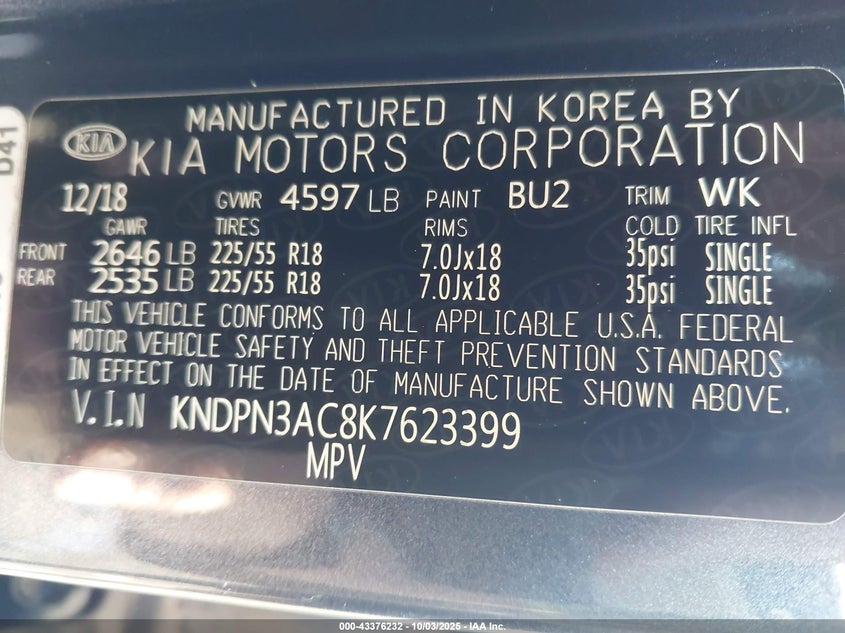 MANUFACTURED IN KOREA BY
KIA KIA MOTORS CORPORATION
12/18 GVWR 4597 LB PAINT BU2 TRIM WK
GAWR TIRES RIMS COLD TIRE INFL
FRONT 2646 LB 225/55 R18 7.0Jx18 35psi SINGLE
REAR 2535 LB 225/55 R18 7.0Jx18 35psi SINGLE
THIS VEHICLE CONFORMS TO ALL APPLICABLE U.S.A. FEDERAL
MOTOR VEHICLE SAFETY AND THEFT PREVENTION STANDARDS
IN EFFECT ON THE DATE OF MANUFACTURE SHOWN ABOVE.
V.I.N KNDPN3AC8K7623399
MPV
D41
000-43376232 - 10/03/2025 - IAA Inc.